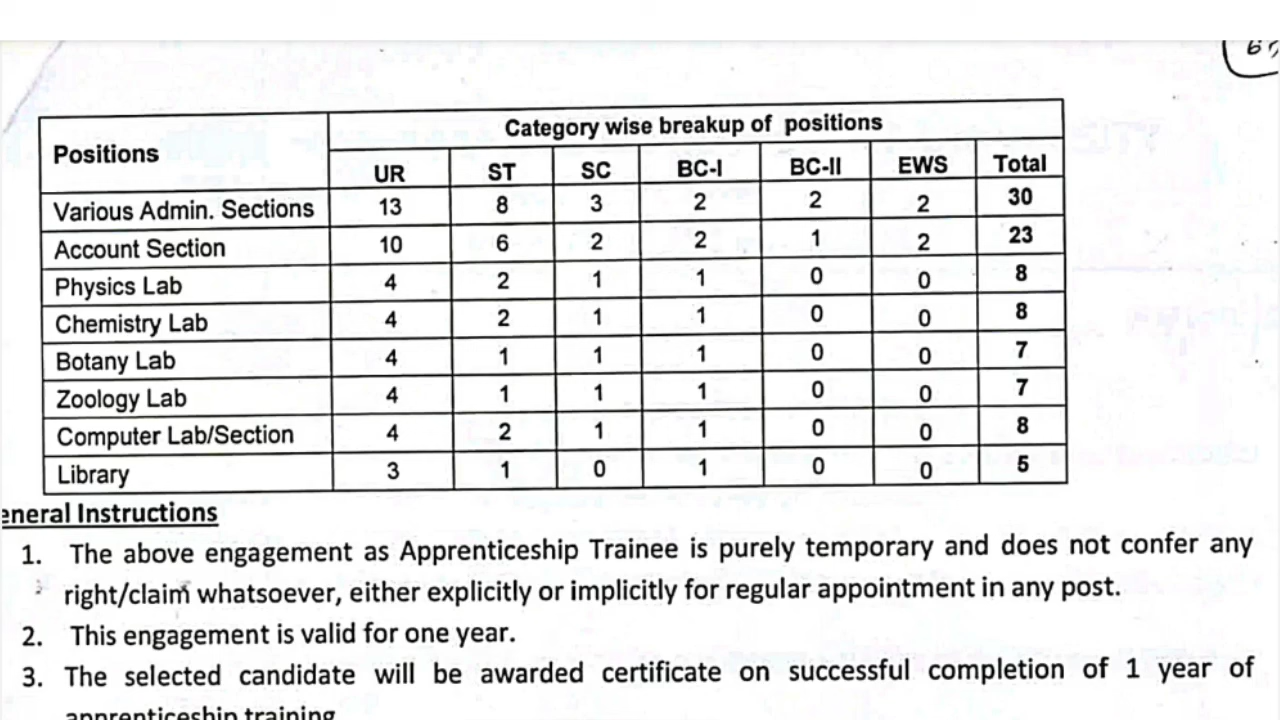 Positions Category wise breakup of positions
UR ST SC BC-I BC-II EWS Total
Various Admin. Sections 13 8 3 2 2 2 30
Account Section 10 6 2 2 1 2 23
Physics Lab 4 2 1 1 0 0 8
Chemistry Lab 4 2 1 1 0 0 8
Botany Lab 4 1 1 1 0 0 7
Zoology Lab 4 1 1 1 0 0 7
Computer Lab/Section 4 2 1 1 0 0 8
Library 3 1 0 1 0 0 5
eneral Instructions
1. The above engagement as Apprenticeship Trainee is purely temporary and does not confer any
right/claim whatsoever, either explicitly or implicitly for regular appointment in any post.
2. This engagement is valid for one year.
3. The selected candidate will be awarded certificate on successful completion of 1 year of
apprenticeship training